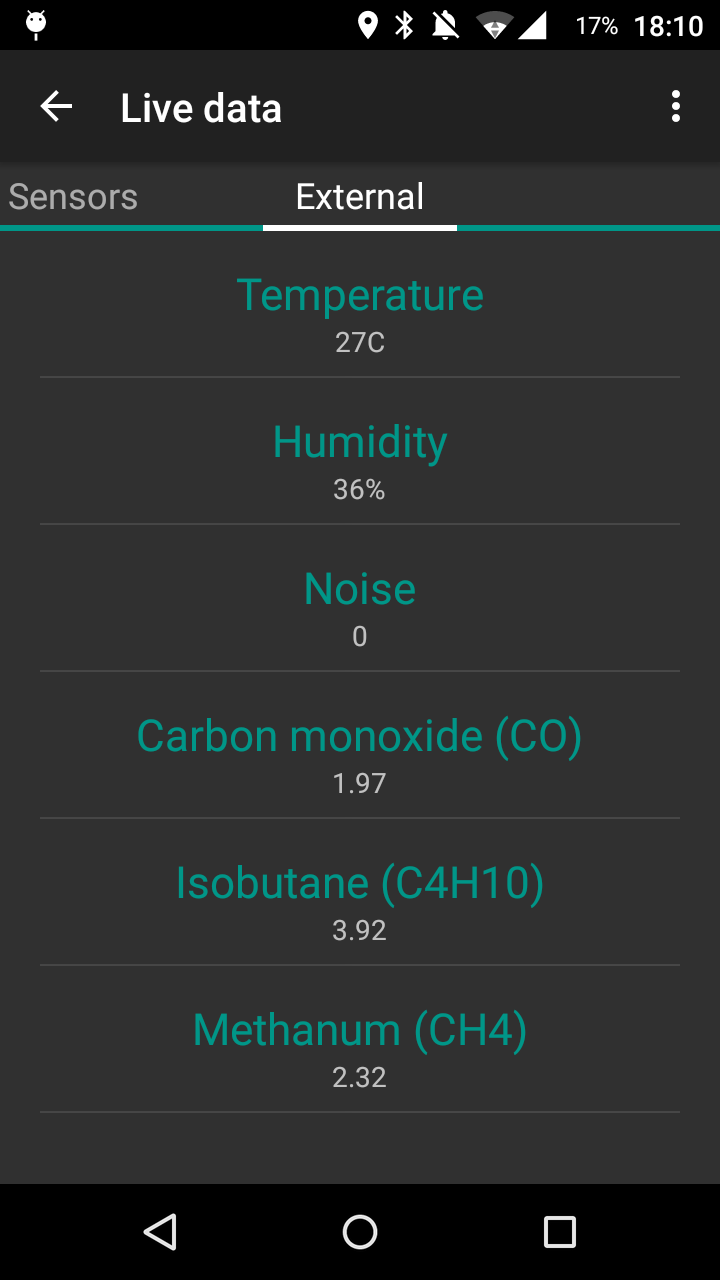 17% 18:10
Live data
Sensors External
Temperature
27C
Humidity
36%
Noise
0
Carbon monoxide (CO)
1.97
Isobutane (C4H10)
3.92
Methanum (CH4)
2.32